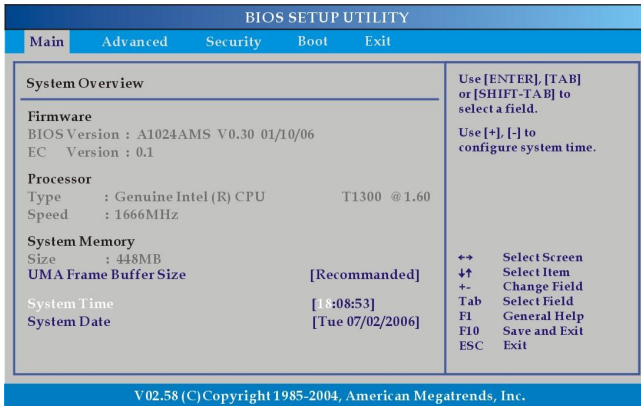 BIOS SETUP UTILITY
Main Advanced Security Boot Exit
System Overview
Firmware
BIOS Version : A1024AMS V0.30 01/10/06
EC Version : 0.1
Processor
Type : Genuine Intel (R) CPU T1300 @ 1.60
Speed : 1666MHz
System Memory
Size : 448MB
UMA Frame Buffer Size [Recommanded]
System Time [18:08:53]
System Date [Tue 07/02/2006]
Use [ENTER], [TAB]
or [SHIFT-TAB] to
select a field.
Use [+], [-] to
configure system time.
←→ Select Screen
↓↑ Select Item
+- Change Field
Tab Select Field
F1 General Help
F10 Save and Exit
ESC Exit
V02.58 (C)Copyright 1985-2004, American Megatrends, Inc.